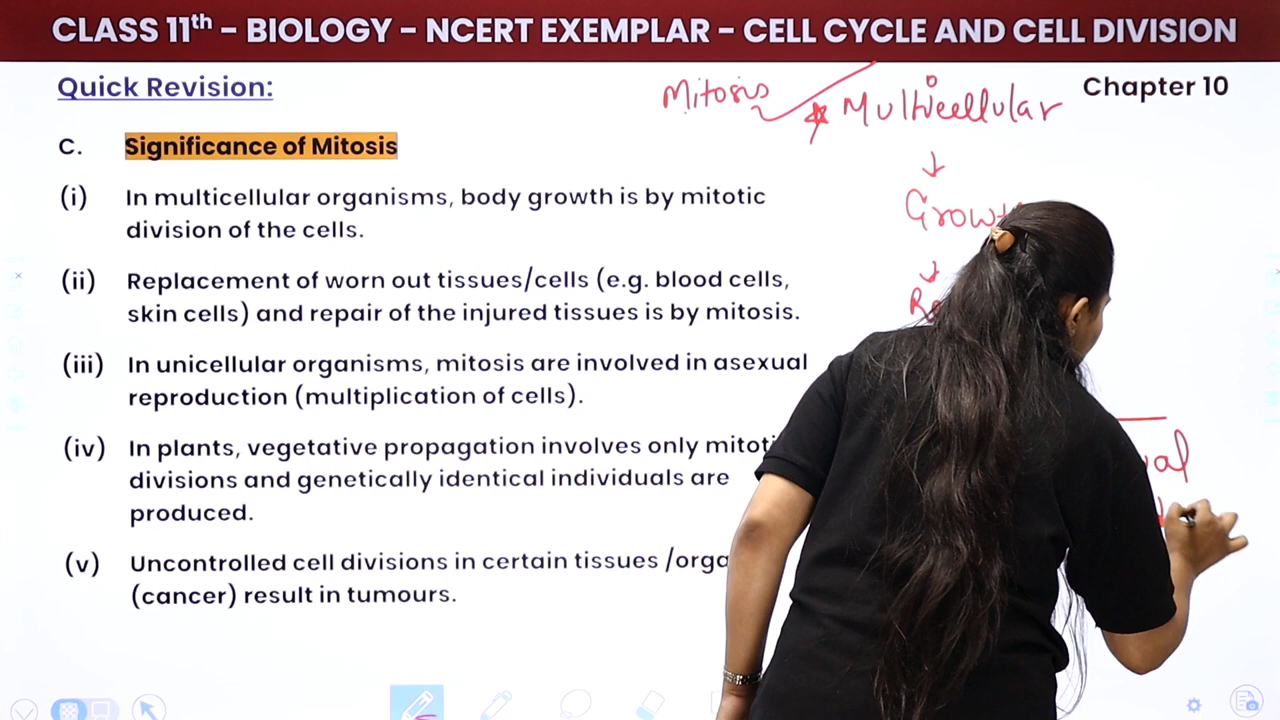 CLASS 11th – BIOLOGY – NCERT EXEMPLAR – CELL CYCLE AND CELL DIVISION
Quick Revision:
Chapter 10
Mitosis
Multicellular
C. Significance of Mitosis
(i) In multicellular organisms, body growth is by mitotic
division of the cells.
Growth
(ii) Replacement of worn out tissues/cells (e.g. blood cells,
skin cells) and repair of the injured tissues is by mitosis.
(iii) In unicellular organisms, mitosis are involved in asexual
reproduction (multiplication of cells).
(iv) In plants, vegetative propagation involves only mitoti
divisions and genetically identical individuals are
produced.
(v) Uncontrolled cell divisions in certain tissues /orga
(cancer) result in tumours.